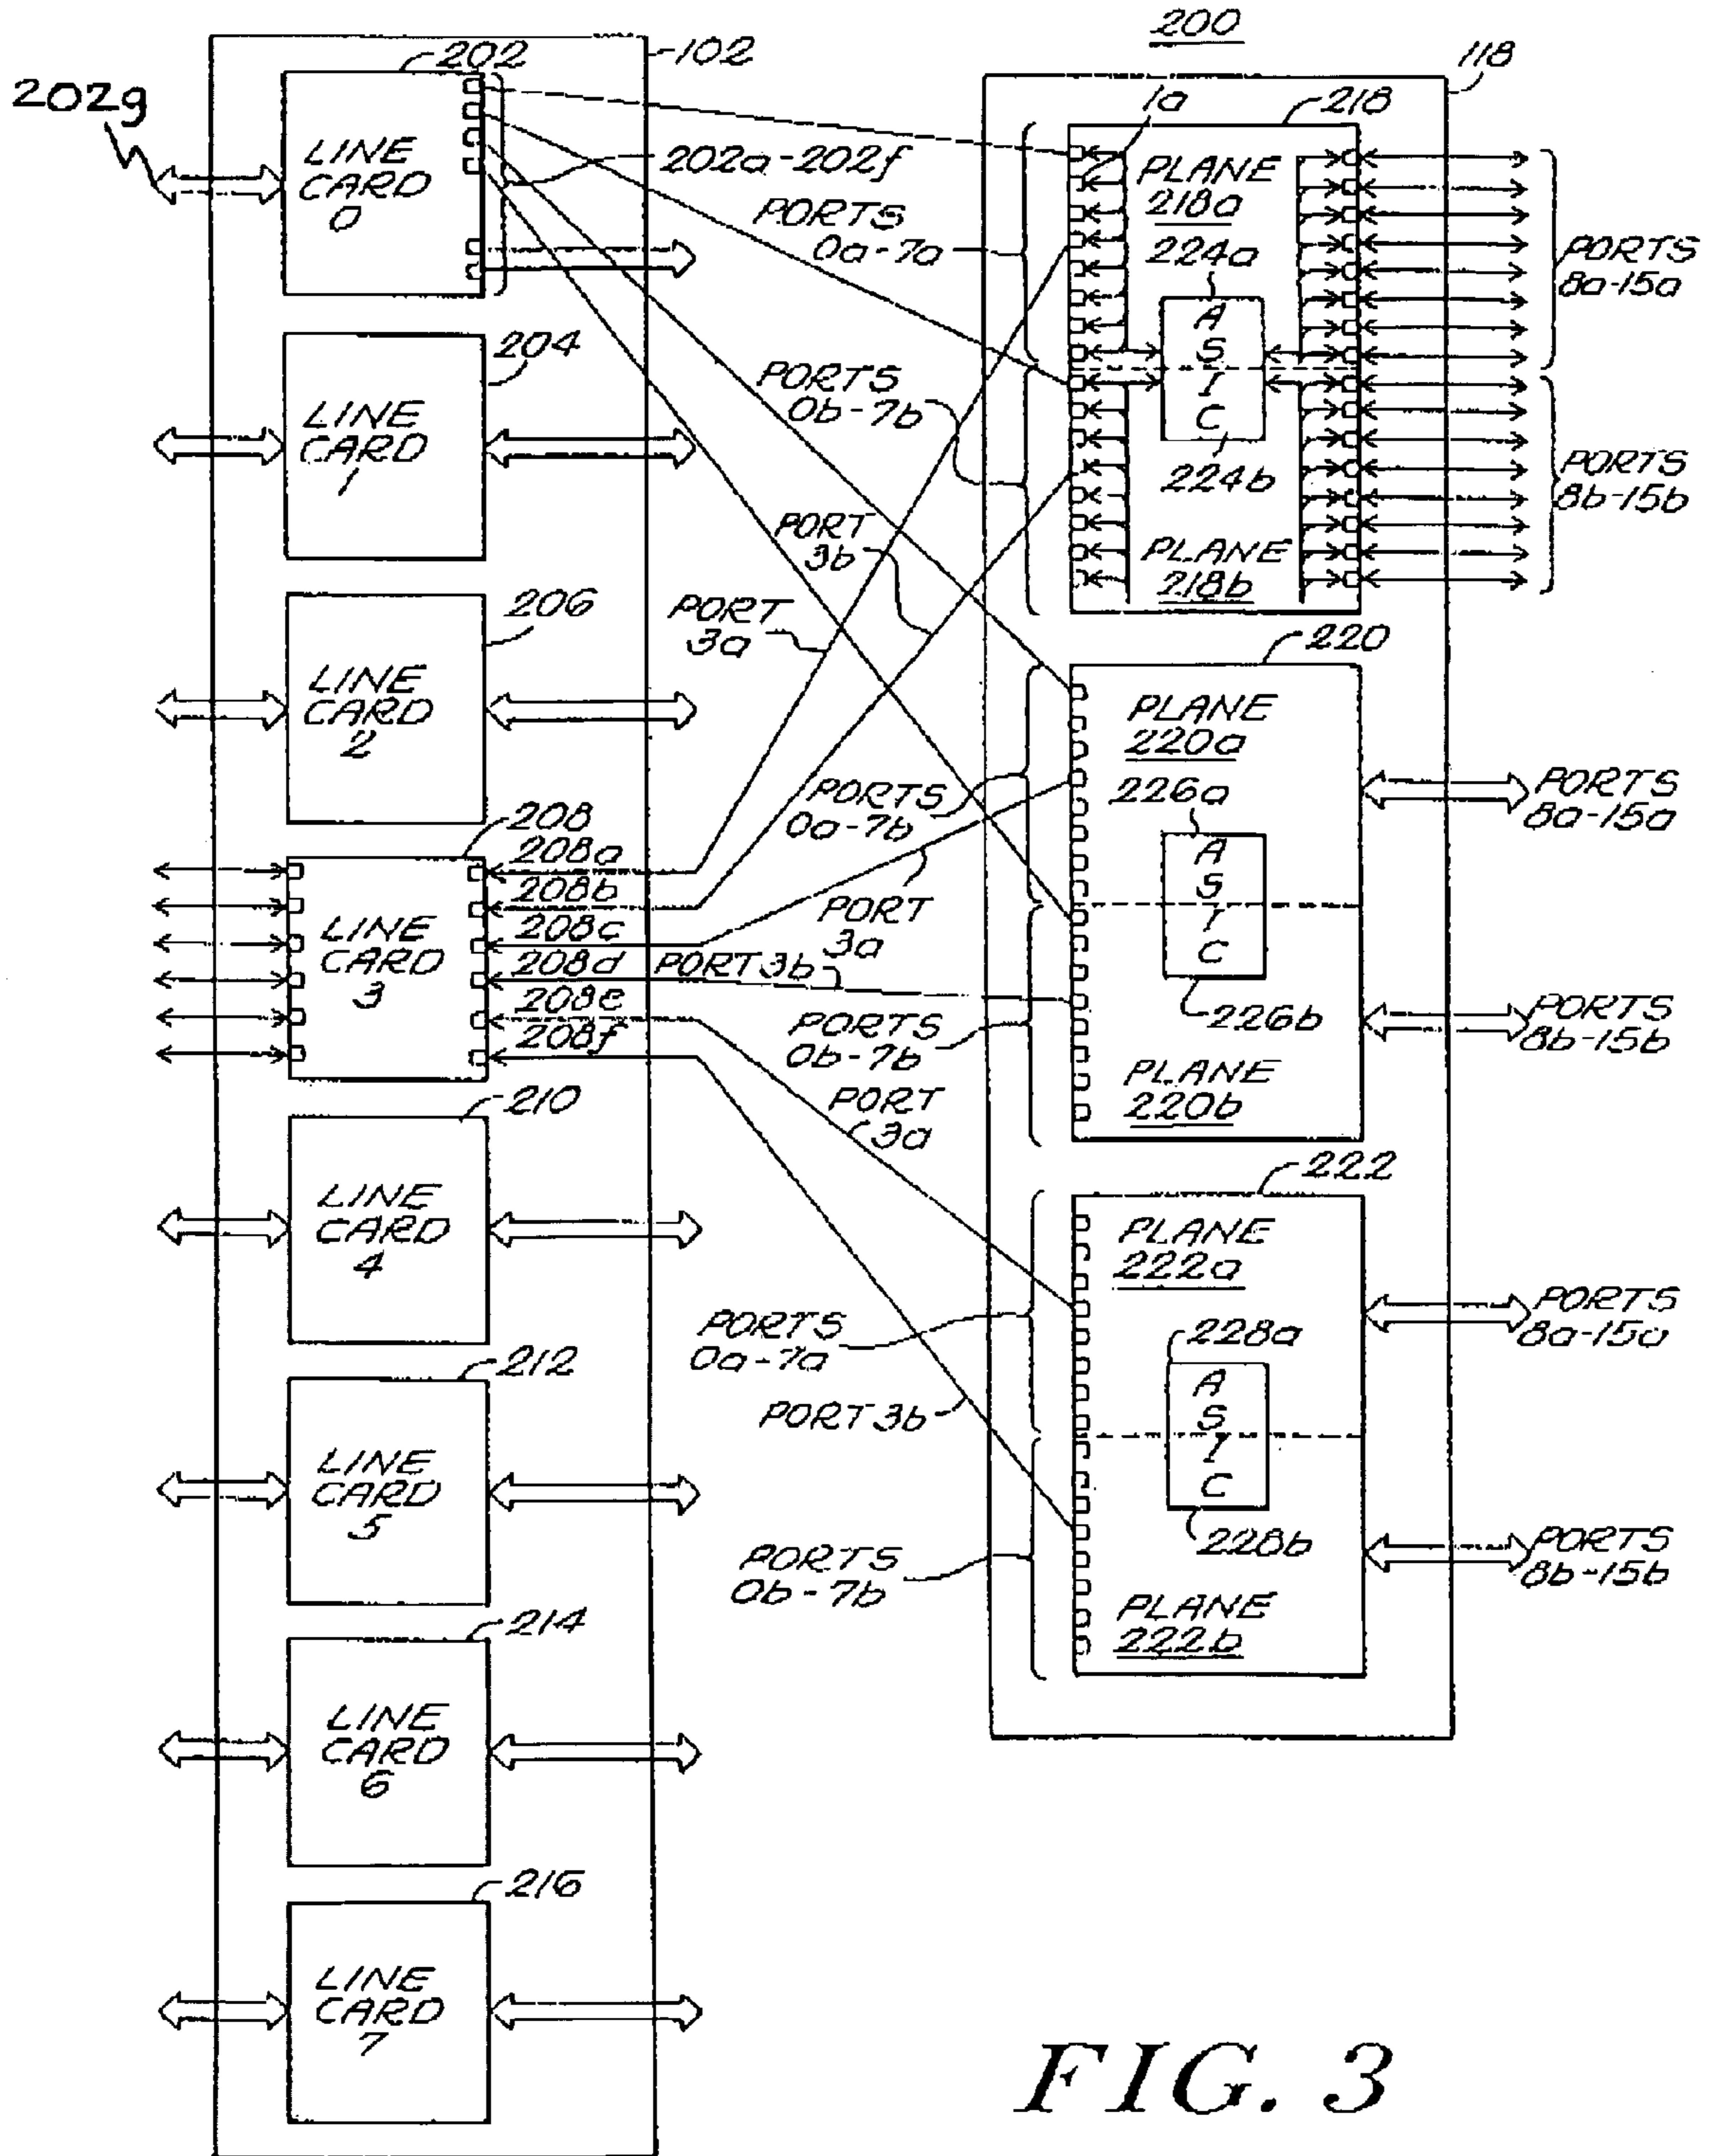 200
102
118
202
202g
LINE
CARD
0
202a-202f
218
1a
PLANE
218a
224a
A
S
I
C
224b
PLANE
218b
PORTS
0a-7a
PORTS
8a-15a
PORTS
0b-7b
PORTS
8b-15b
204
LINE
CARD
1
PORT
3b
PORT
3a
206
LINE
CARD
2
220
PLANE
220a
226a
A
S
I
C
226b
PLANE
220b
PORTS
0a-7b
PORTS
8a-15a
PORTS
0b-7b
PORTS
8b-15b
208
208a
208b
208c
208d
208e
208f
LINE
CARD
3
PORT
3a
PORT 3b
PORT
3a
210
LINE
CARD
4
222
PLANE
222a
228a
A
S
I
C
228b
PLANE
222b
PORTS
0a-7a
PORTS
8a-15a
PORT 3b
PORTS
0b-7b
PORTS
8b-15b
212
LINE
CARD
5
214
LINE
CARD
6
216
LINE
CARD
7
FIG. 3